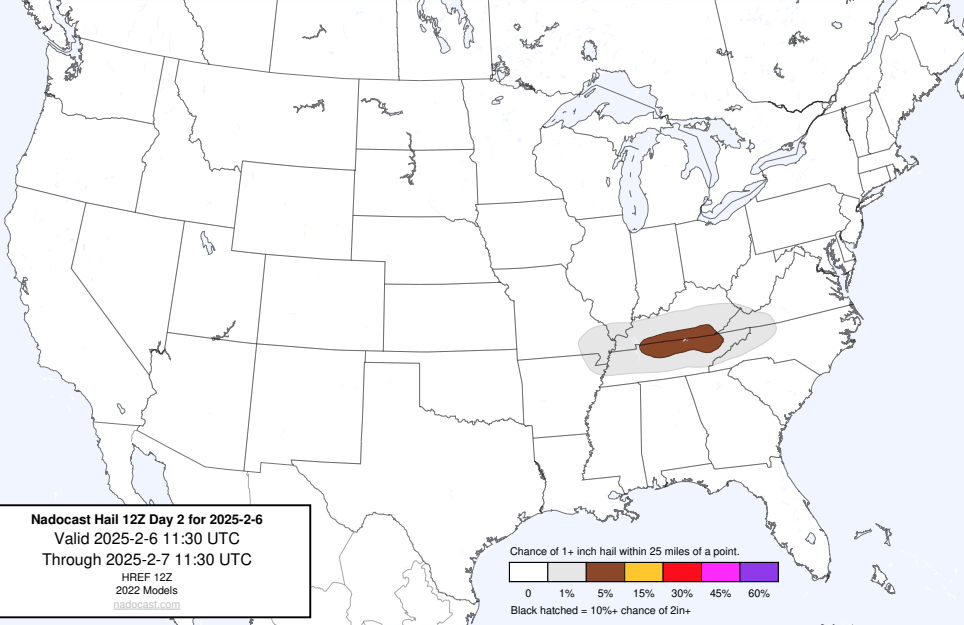 Nadocast Hail 12Z Day 2 for 2025-2-6
Valid 2025-2-6 11:30 UTC
Through 2025-2-7 11:30 UTC
HREF 12Z
2022 Models
nadocast.com
Chance of 1+ inch hail within 25 miles of a point.
0 1% 5% 15% 30% 45% 60%
Black hatched = 10%+ chance of 2in+